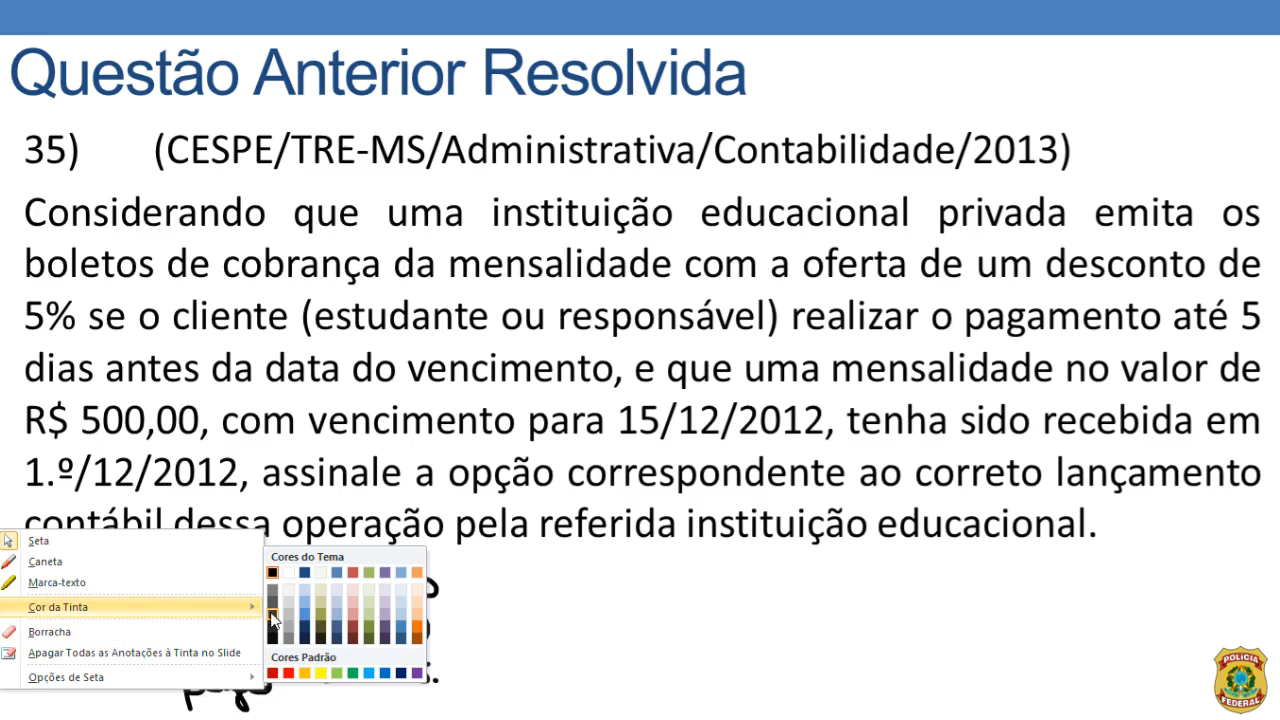 Questão Anterior Resolvida
35) (CESPE/TRE-MS/Administrativa/Contabilidade/2013)
Considerando que uma instituição educacional privada emita os
boletos de cobrança da mensalidade com a oferta de um desconto de
5% se o cliente (estudante ou responsável) realizar o pagamento até 5
dias antes da data do vencimento, e que uma mensalidade no valor de
R$ 500,00, com vencimento para 15/12/2012, tenha sido recebida em
1.º/12/2012, assinale a opção correspondente ao correto lançamento
contábil dessa operação pela referida instituição educacional.
Seta
Caneta
Marca-texto
Cor da Tinta
Borracha
Apagar Todas as Anotações à Tinta no Slide
Opções de Seta
Cores do Tema
Cores Padrão
POLÍCIA
FEDERAL